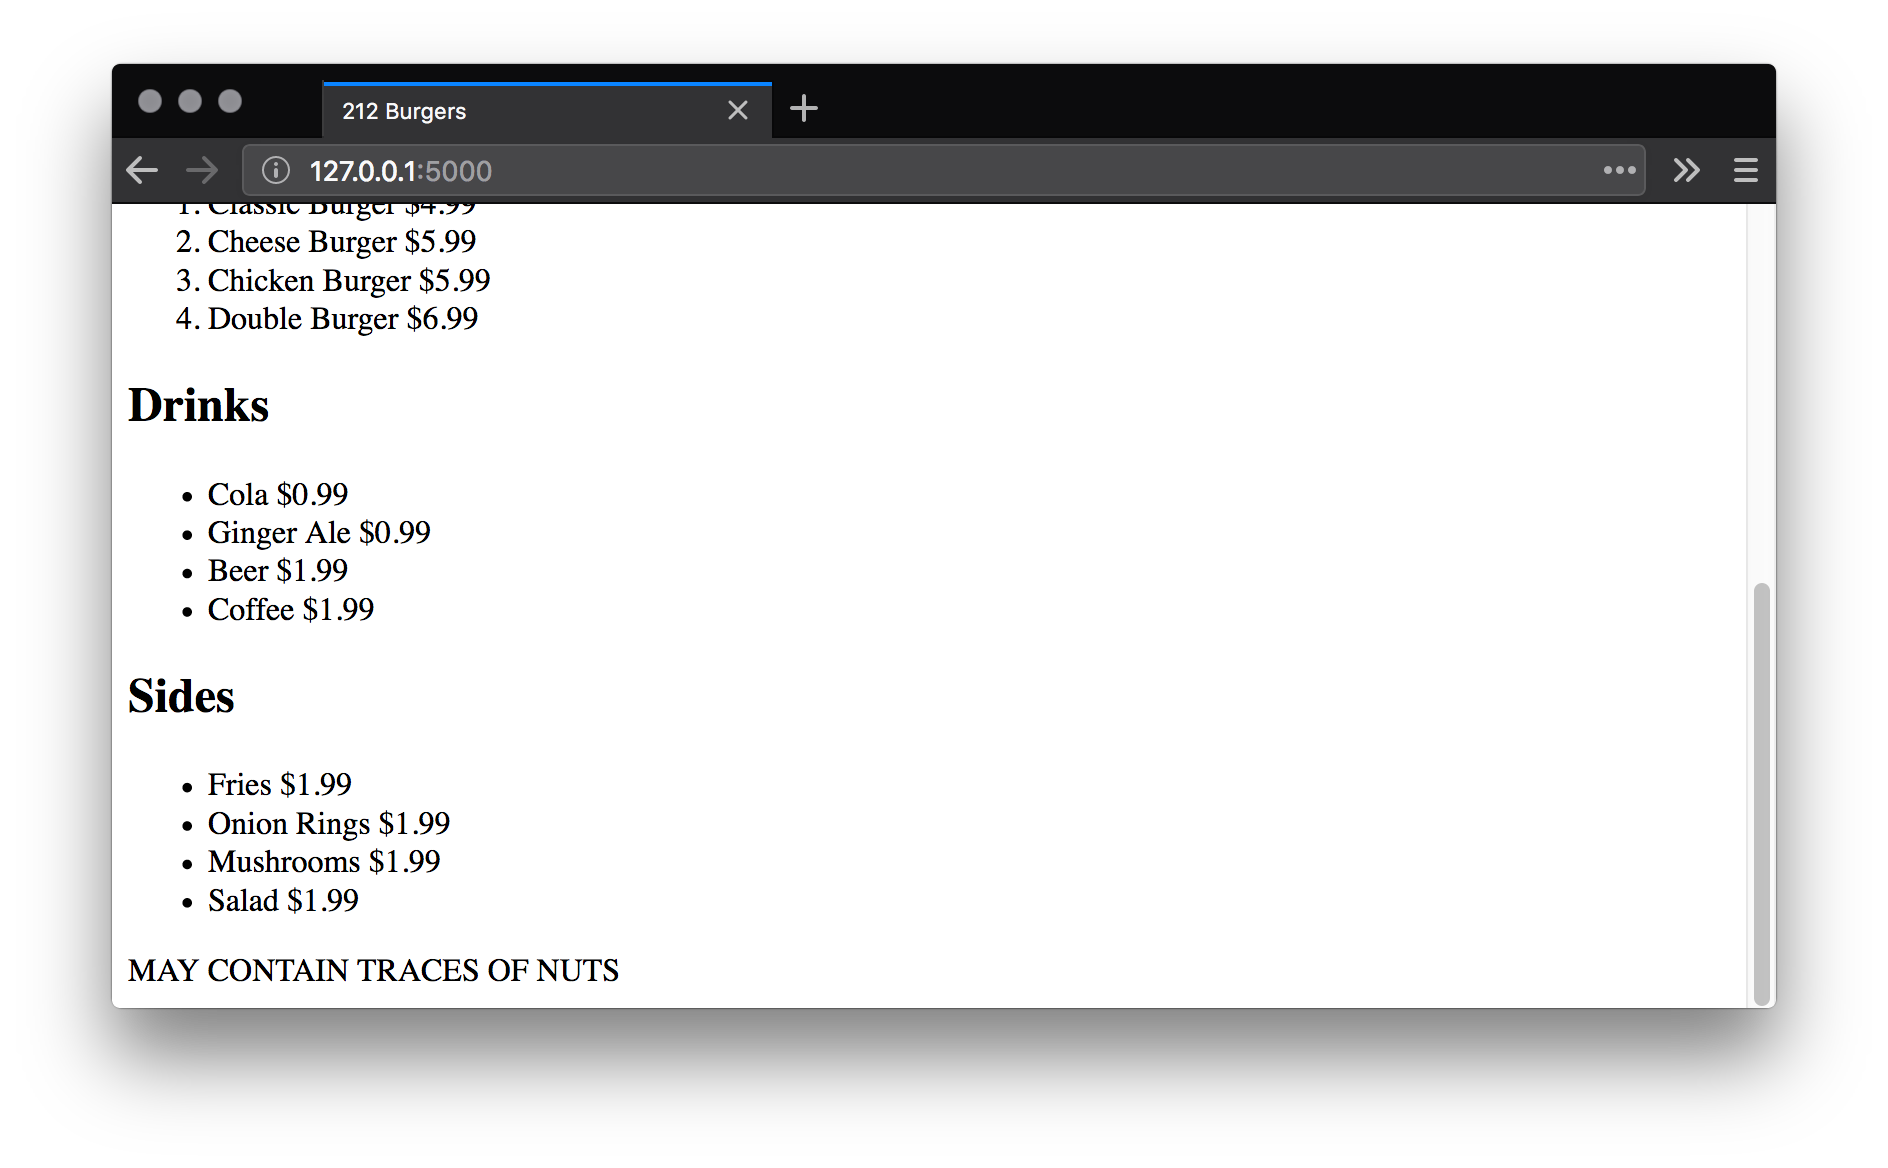 212 Burgers
127.0.0.1:5000
1. Classic Burger $4.99
2. Cheese Burger $5.99
3. Chicken Burger $5.99
4. Double Burger $6.99
Drinks
• Cola $0.99
• Ginger Ale $0.99
• Beer $1.99
• Coffee $1.99
Sides
• Fries $1.99
• Onion Rings $1.99
• Mushrooms $1.99
• Salad $1.99
MAY CONTAIN TRACES OF NUTS